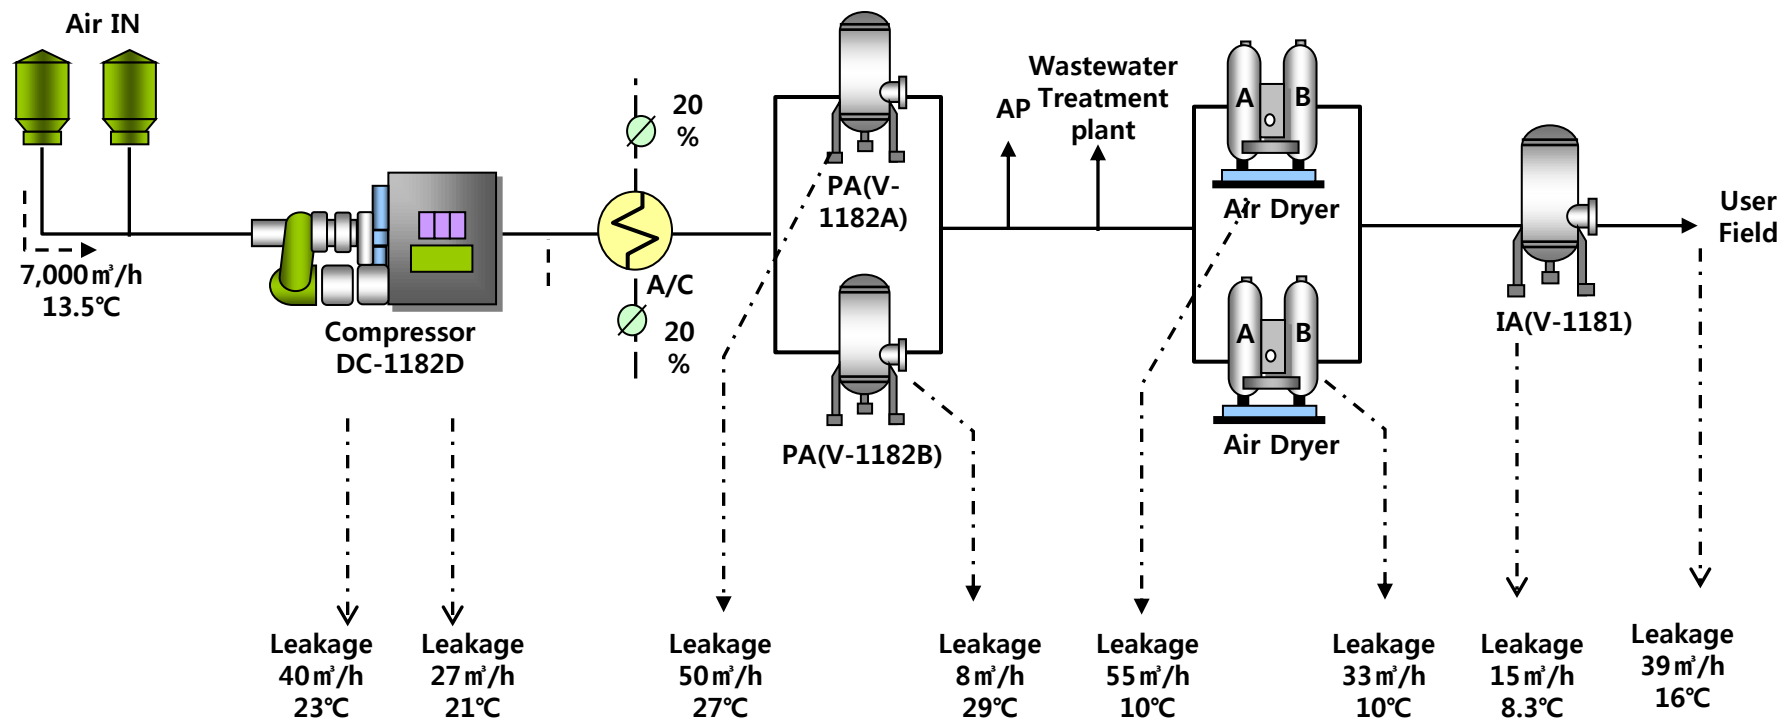 Air IN
7,000㎥/h
13.5℃
Compressor
DC-1182D
20
%
A/C
20
%
PA(V-
1182A)
PA(V-1182B)
AP
Wastewater
Treatment
plant
A B
Air Dryer
A B
Air Dryer
IA(V-1181)
User
Field
Leakage
40㎥/h
23℃
Leakage
27㎥/h
21℃
Leakage
50㎥/h
27℃
Leakage
8㎥/h
29℃
Leakage
55㎥/h
10℃
Leakage
33㎥/h
10℃
Leakage
15㎥/h
8.3℃
Leakage
39㎥/h
16℃